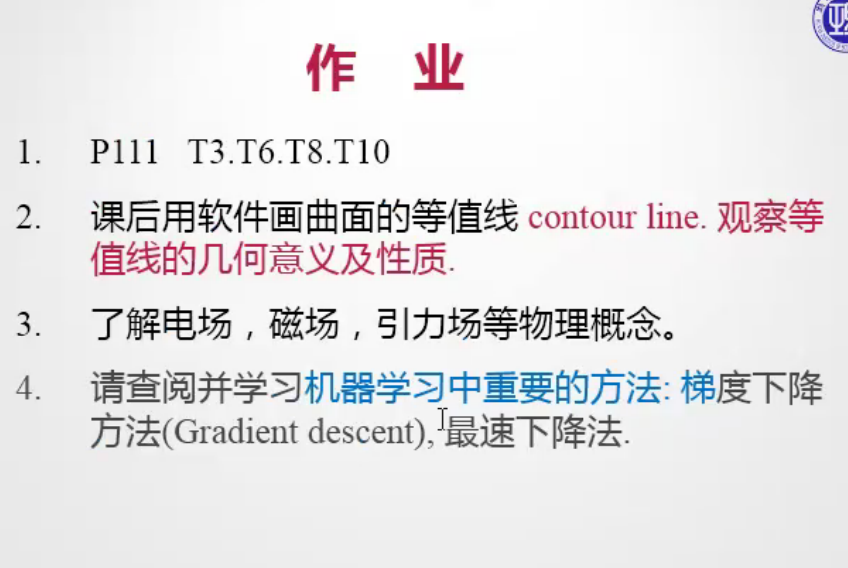 作 业
1. P111 T3.T6.T8.T10
2. 课后用软件画曲面的等值线 contour line. 观察等
值线的几何意义及性质.
3. 了解电场，磁场，引力场等物理概念。
4. 请查阅并学习机器学习中重要的方法: 梯度下降
方法(Gradient descent), 最速下降法.